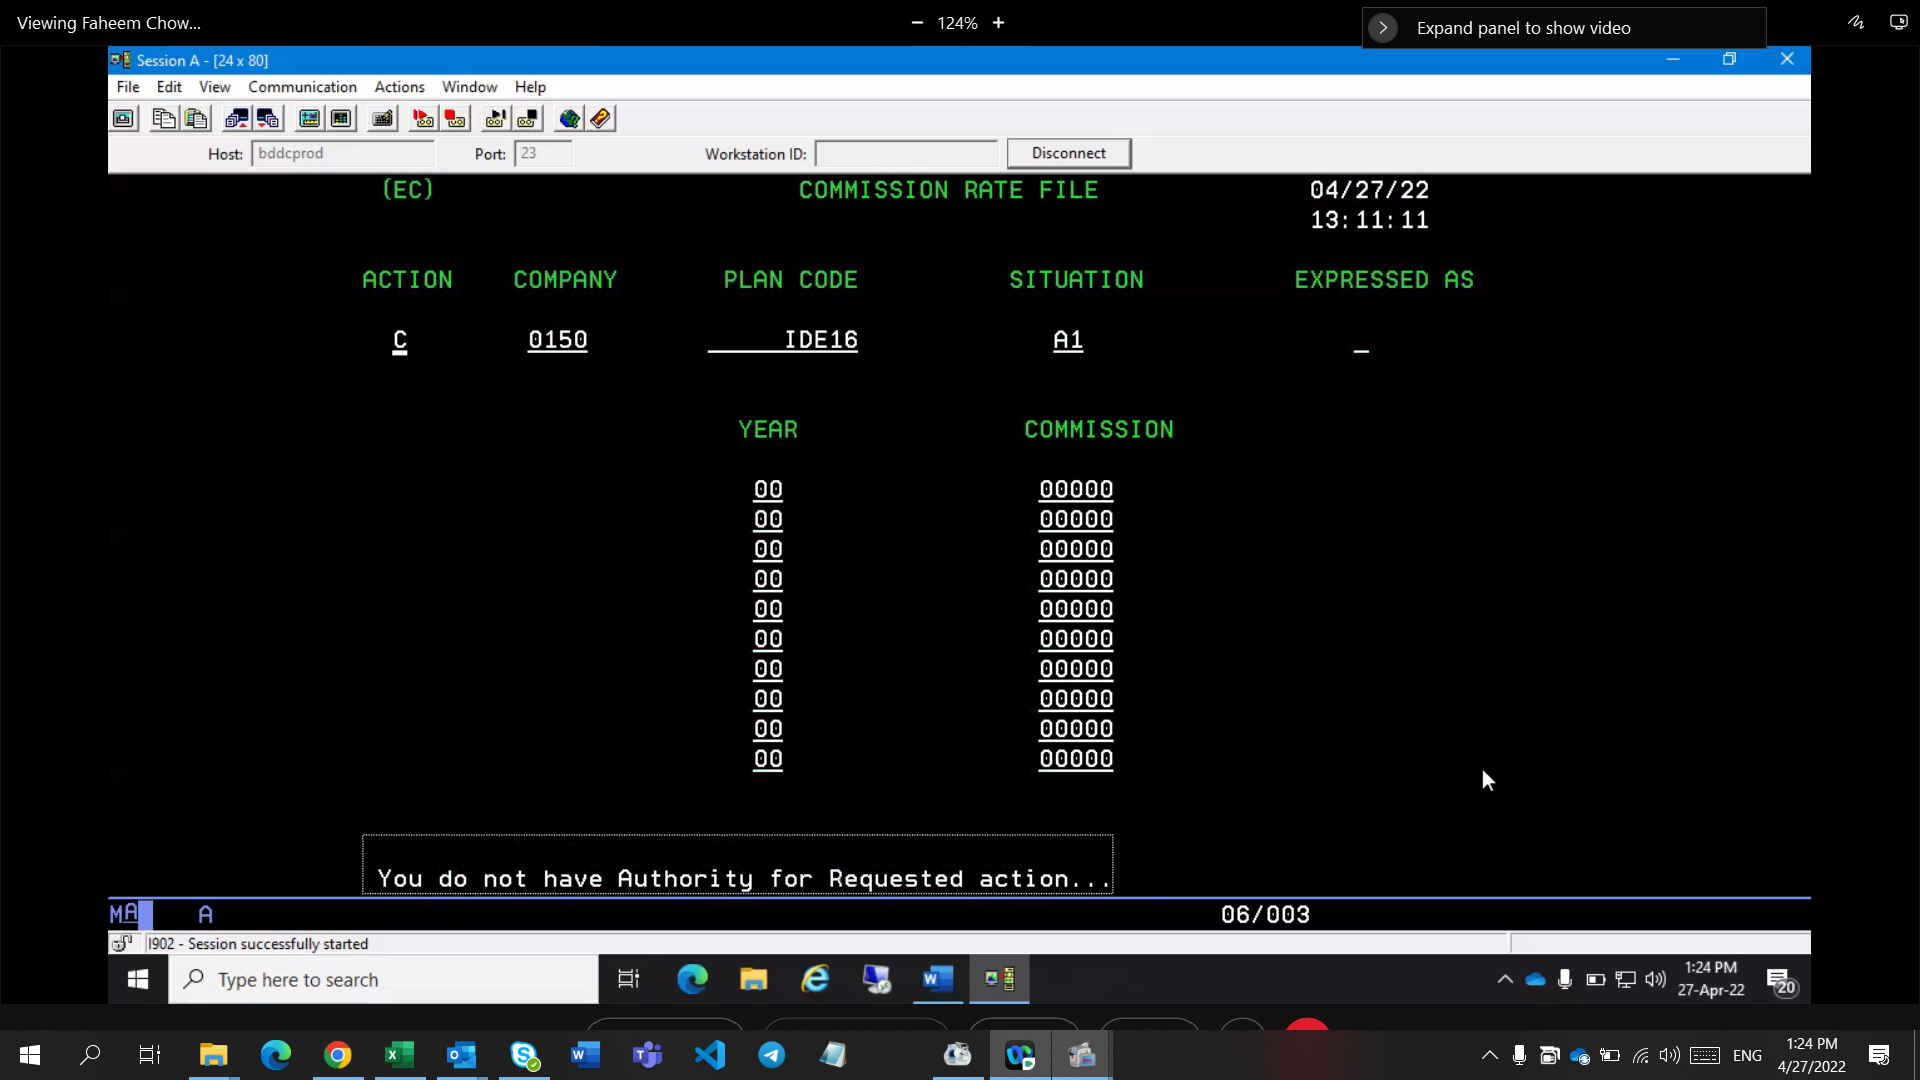 Viewing Faheem Chow...
124%
Expand panel to show video
Session A - [24 x 80]
File Edit View Communication Actions Window Help
Host: bddcprod Port: 23 Workstation ID: Disconnect
(EC) COMMISSION RATE FILE 04/27/22
13:11:11
ACTION COMPANY PLAN CODE SITUATION EXPRESSED AS
C 0150 IDE16 A1 _
YEAR COMMISSION
00 00000
00 00000
00 00000
00 00000
00 00000
00 00000
00 00000
00 00000
00 00000
00 00000
You do not have Authority for Requested action...
MA A 06/003
I902 - Session successfully started
Type here to search
1:24 PM
27-Apr-22
20
ENG
1:24 PM
4/27/2022